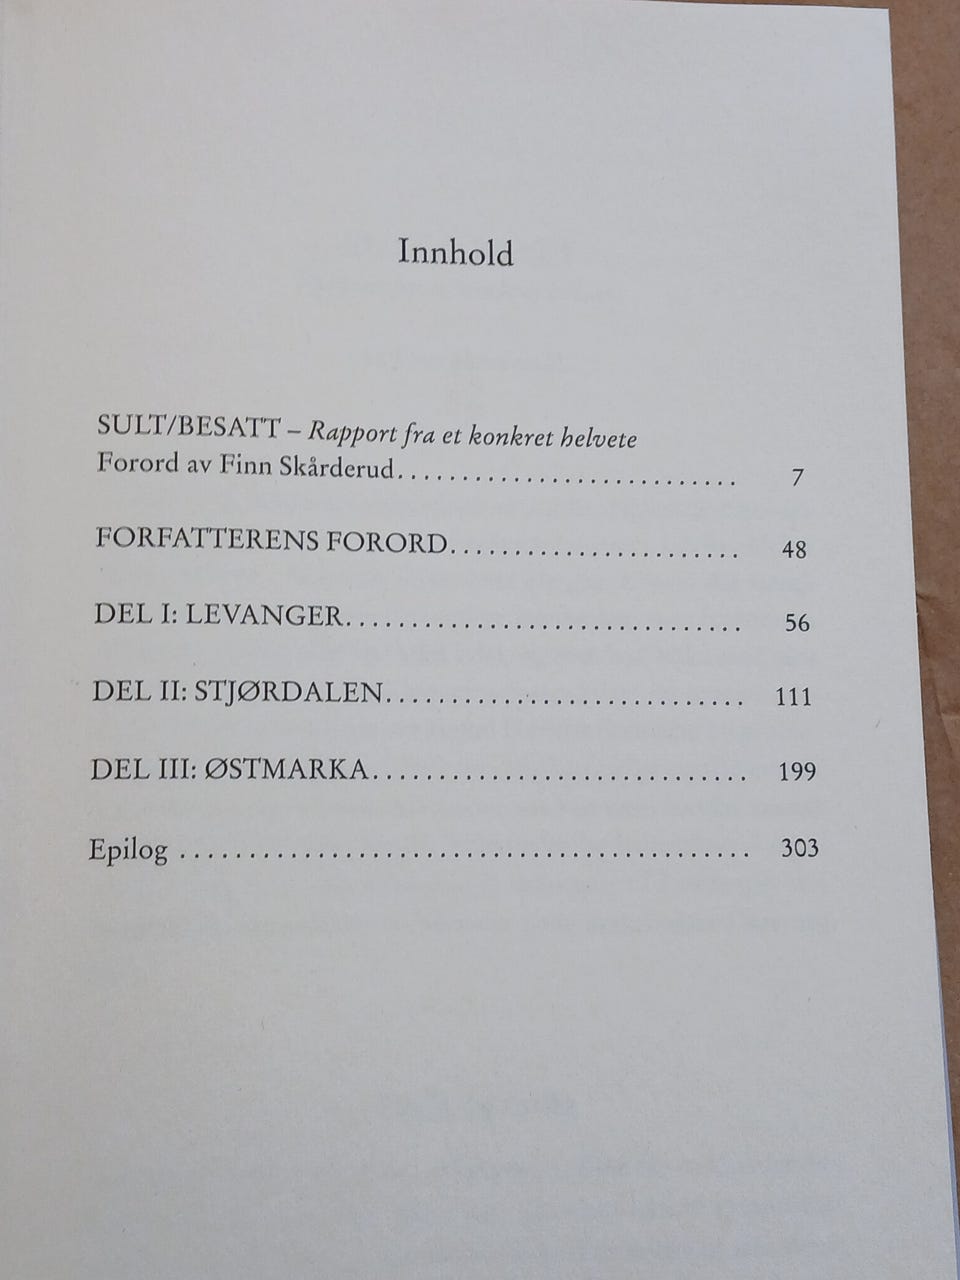 Innhold
SULT/BESATT – Rapport fra et konkret helvete
Forord av Finn Skårderud.......................... 7
FORFATTERENS FORORD....................... 48
DEL I: LEVANGER............................... 56
DEL II: STJØRDALEN............................ 111
DEL III: ØSTMARKA............................. 199
Epilog .......................................... 303